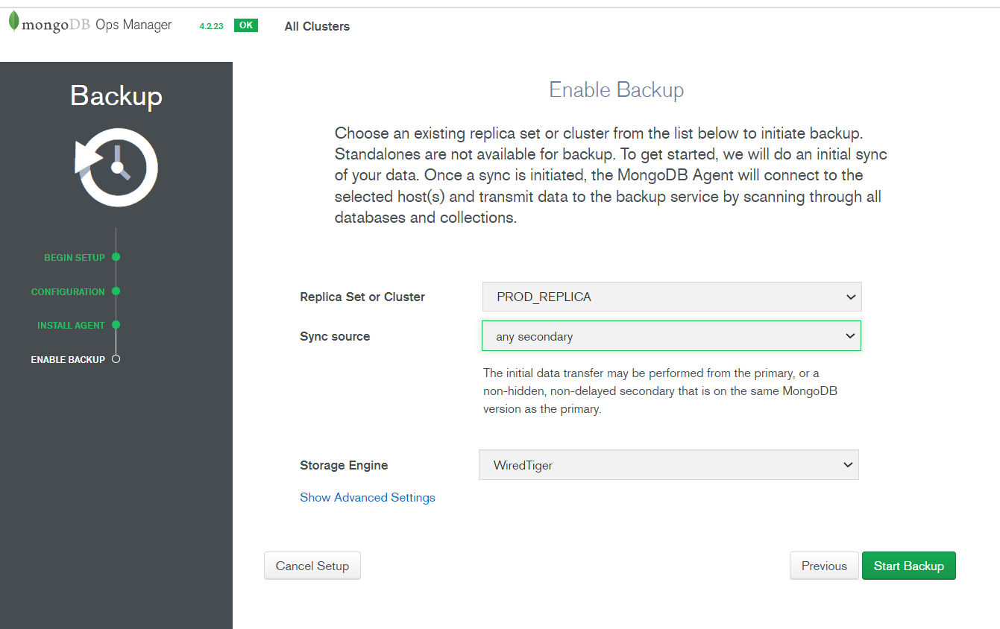 mongoDB Ops Manager 4.2.23 OK All Clusters
Backup
BEGIN SETUP
CONFIGURATION
INSTALL AGENT
ENABLE BACKUP
Enable Backup
Choose an existing replica set or cluster from the list below to initiate backup.
Standalones are not available for backup. To get started, we will do an initial sync
of your data. Once a sync is initiated, the MongoDB Agent will connect to the
selected host(s) and transmit data to the backup service by scanning through all
databases and collections.
Replica Set or Cluster PROD_REPLICA
Sync source any secondary
The initial data transfer may be performed from the primary, or a
non-hidden, non-delayed secondary that is on the same MongoDB
version as the primary.
Storage Engine WiredTiger
Show Advanced Settings
Cancel Setup Previous Start Backup